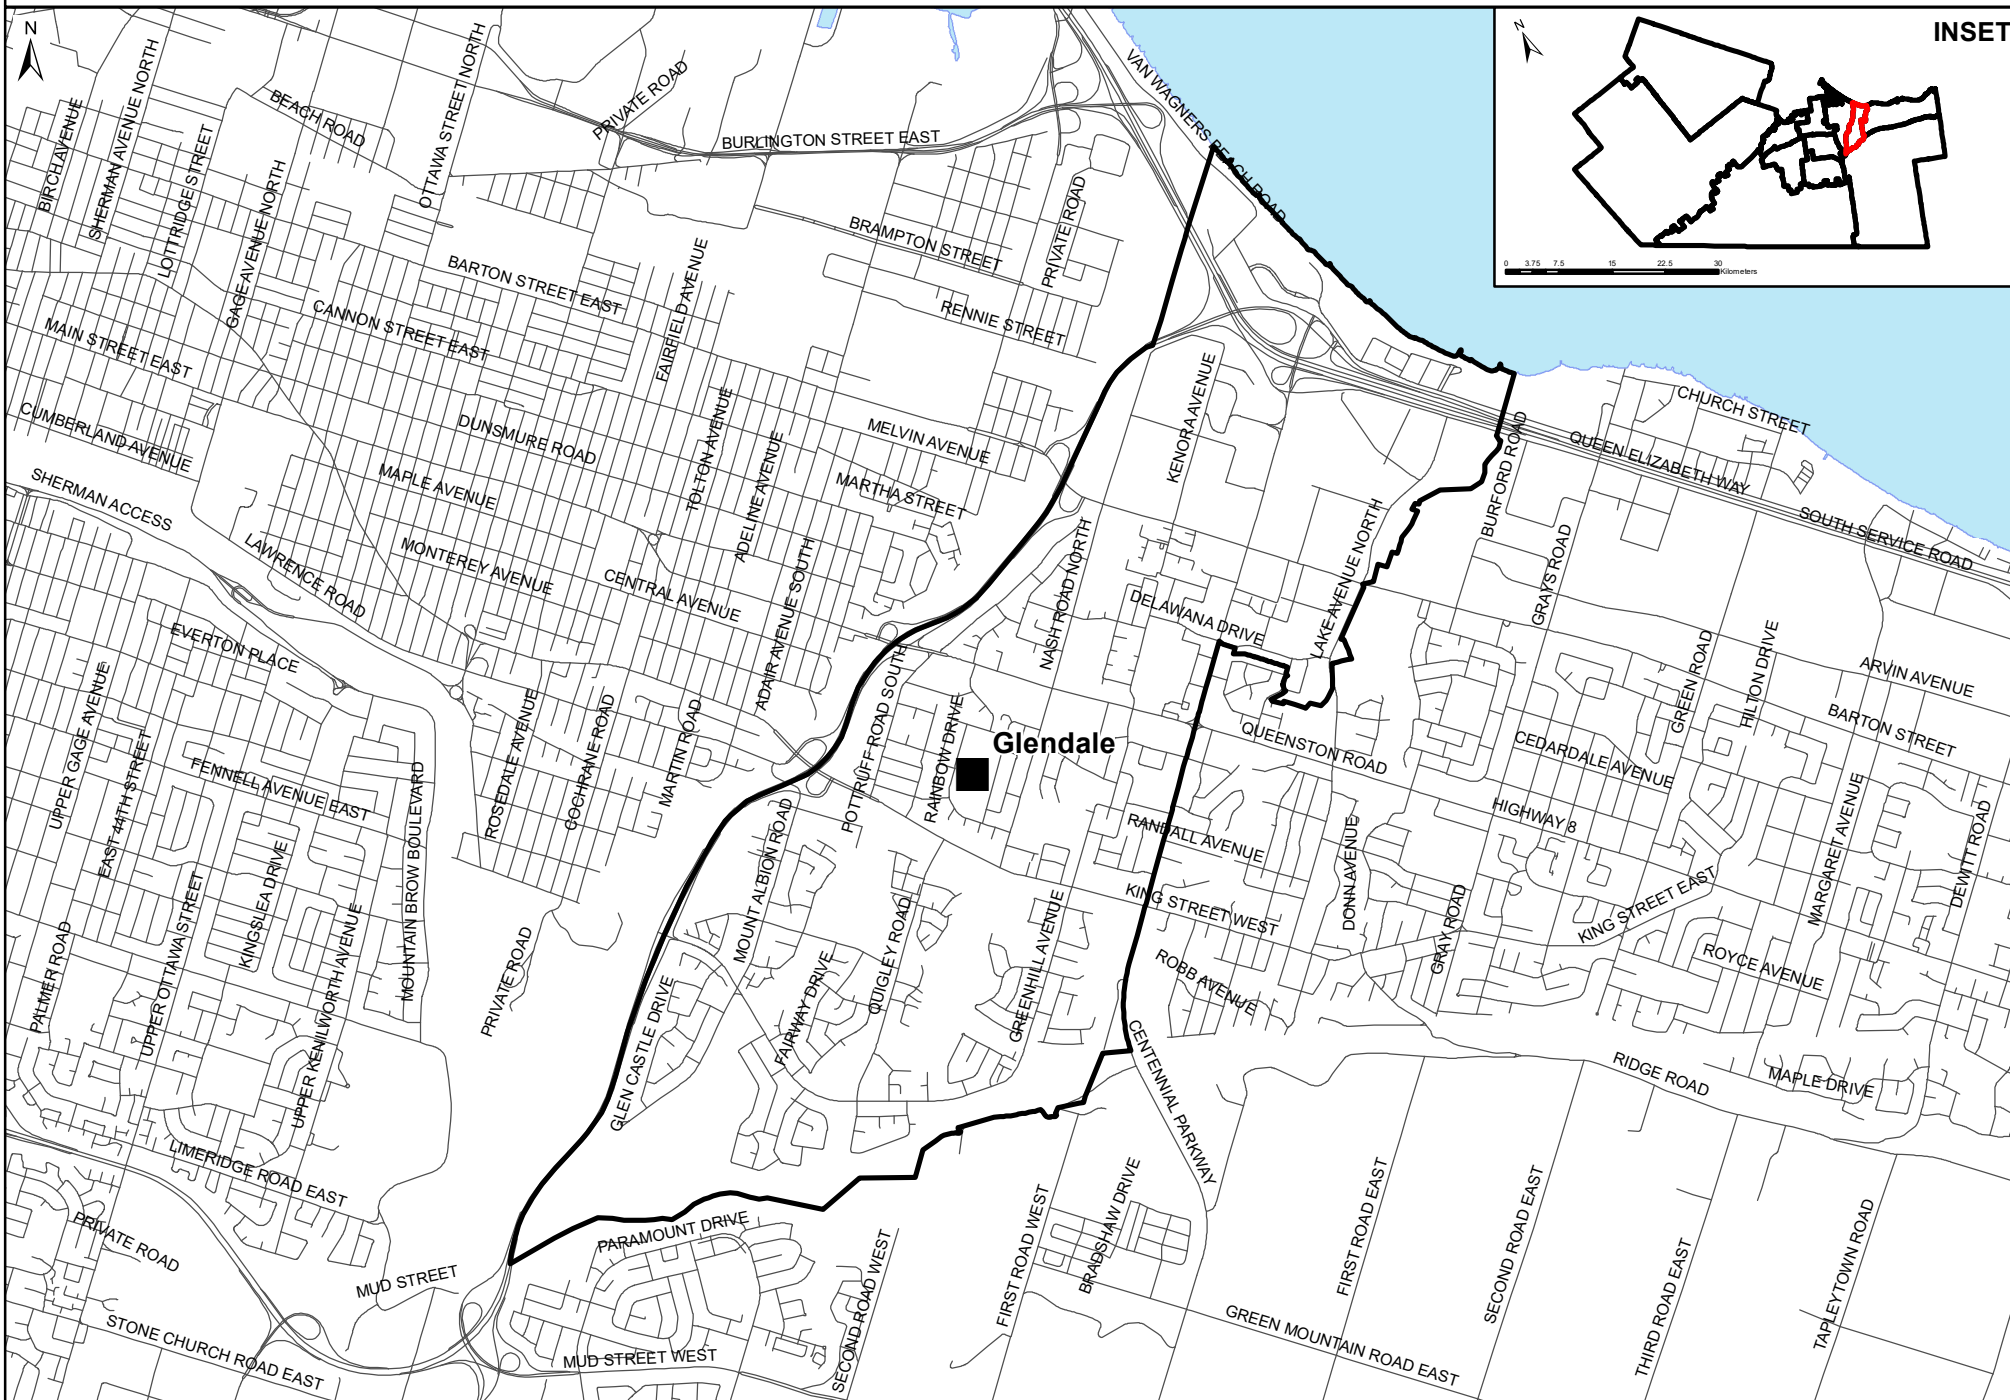 N
N
INSET
0 3.75 7.5 15 22.5 30
Kilometers
BIRCH AVENUE
SHERMAN AVENUE NORTH
LOTTRIDGE STREET
GAGE AVENUE NORTH
BEACH ROAD
OTTAWA STREET NORTH
PRIVATE ROAD
BURLINGTON STREET EAST
VAN WAGNERS BEACH ROAD
BRAMPTON STREET
PRIVATE ROAD
RENNIE STREET
BARTON STREET EAST
FAIRFIELD AVENUE
CANNON STREET EAST
MAIN STREET EAST
CUMBERLAND AVENUE
DUNSMURE ROAD
TOLTON AVENUE
ADELINE AVENUE
MELVIN AVENUE
MARTHA STREET
KENORA AVENUE
CHURCH STREET
QUEEN ELIZABETH WAY
BURFORD ROAD
SOUTH SERVICE ROAD
SHERMAN ACCESS
MAPLE AVENUE
LAWRENCE ROAD
MONTEREY AVENUE
CENTRAL AVENUE
ADAIR AVENUE SOUTH
NASH ROAD NORTH
DELAWANA DRIVE
LAKE AVENUE NORTH
GRAYS ROAD
EVERTON PLACE
UPPER GAGE AVENUE
EAST 44TH STREET
FENNELL AVENUE EAST
MOUNTAIN BROW BOULEVARD
ROSEDALE AVENUE
COCHRANE ROAD
MARTIN ROAD
POTTRUFF ROAD SOUTH
RAINBOW DRIVE
Glendale
QUEENSTON ROAD
GREEN ROAD
HILTON DRIVE
ARVIN AVENUE
BARTON STREET
CEDARDALE AVENUE
HIGHWAY 8
RANDALL AVENUE
DONN AVENUE
MARGARET AVENUE
DEWITT ROAD
MOUNT ALBION ROAD
KING STREET WEST
KING STREET EAST
GRAY ROAD
ROYCE AVENUE
ROBB AVENUE
PALMER ROAD
UPPER OTTAWA STREET
KINGSLEA DRIVE
UPPER KENILWORTH AVENUE
PRIVATE ROAD
GLEN CASTLE DRIVE
FAIRWAY DRIVE
QUIGLEY ROAD
GREENHILL AVENUE
CENTENNIAL PARKWAY
RIDGE ROAD
MAPLE DRIVE
LIMERIDGE ROAD EAST
PRIVATE ROAD
MUD STREET
PARAMOUNT DRIVE
STONE CHURCH ROAD EAST
MUD STREET WEST
SECOND ROAD WEST
FIRST ROAD WEST
BRADSHAW DRIVE
FIRST ROAD EAST
SECOND ROAD EAST
THIRD ROAD EAST
TAPLEYTOWN ROAD
GREEN MOUNTAIN ROAD EAST